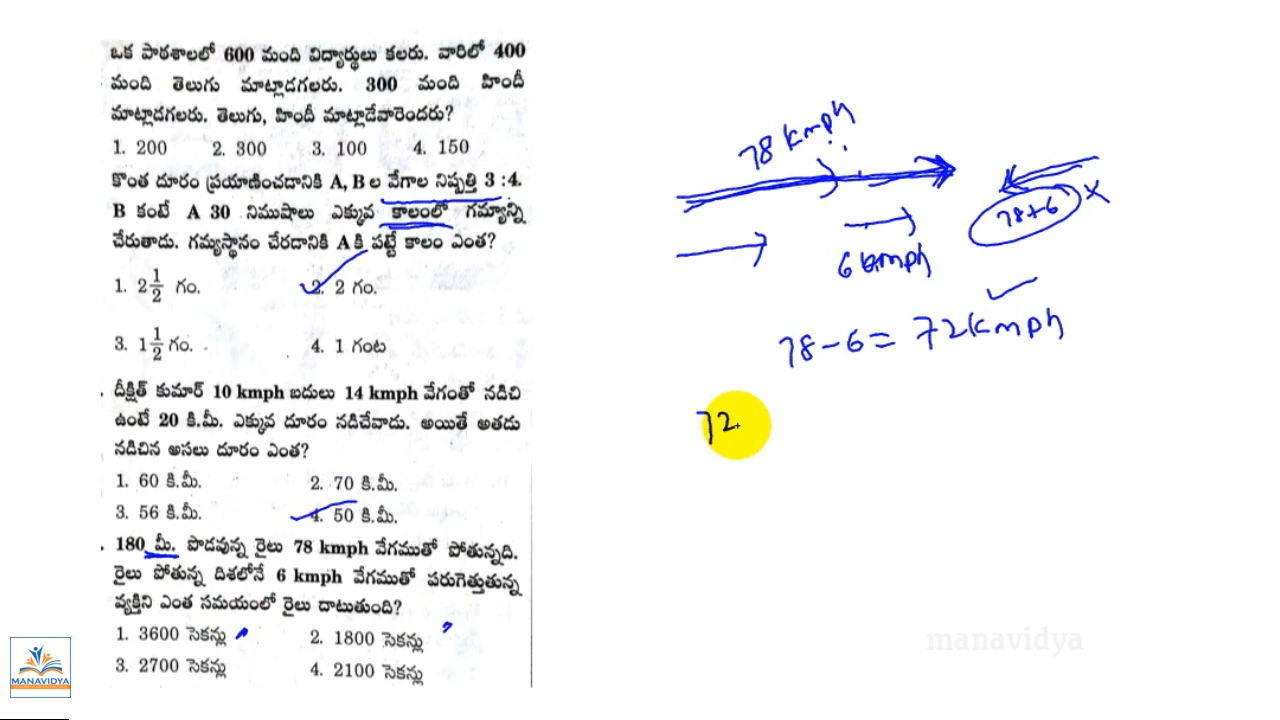 ఒక పాఠశాలలో 600 మంది విద్యార్థులు కలరు. వారిలో 400
మంది తెలుగు మాట్లాడగలరు. 300 మంది హిందీ
మాట్లాడగలరు. తెలుగు, హిందీ మాట్లాడేవారెందరు?
1. 200 2. 300 3. 100 4. 150
కొంత దూరం ప్రయాణించడానికి A, B ల వేగాల నిష్పత్తి 3 : 4.
B కంటే A 30 నిముషాలు ఎక్కువ కాలంలో గమ్యాన్ని
చేరుతాడు. గమ్యస్థానం చేరడానికి A కి పట్టే కాలం ఎంత?
1. 2 1/2 గం. 2. 2 గం.
3. 1 1/2 గం. 4. 1 గంట
దీక్షిత్ కుమార్ 10 kmph బదులు 14 kmph వేగంతో నడిచి
ఉంటే 20 కి.మీ. ఎక్కువ దూరం నడిచేవాడు. అయితే అతడు
నడిచిన అసలు దూరం ఎంత?
1. 60 కి.మీ. 2. 70 కి.మీ.
3. 56 కి.మీ. 4. 50 కి.మీ.
180 మీ. పొడవున్న రైలు 78 kmph వేగముతో పోతున్నది.
రైలు పోతున్న దిశలోనే 6 kmph వేగముతో పరుగెత్తుతున్న
వ్యక్తిని ఎంత సమయంలో రైలు దాటుతుంది?
1. 3600 సెకన్లు 2. 1800 సెకన్లు
3. 2700 సెకన్లు 4. 2100 సెకన్లు
78 kmph
78+6 x
6 kmph
78-6 = 72kmph
72
manavidya
MANAVIDYA